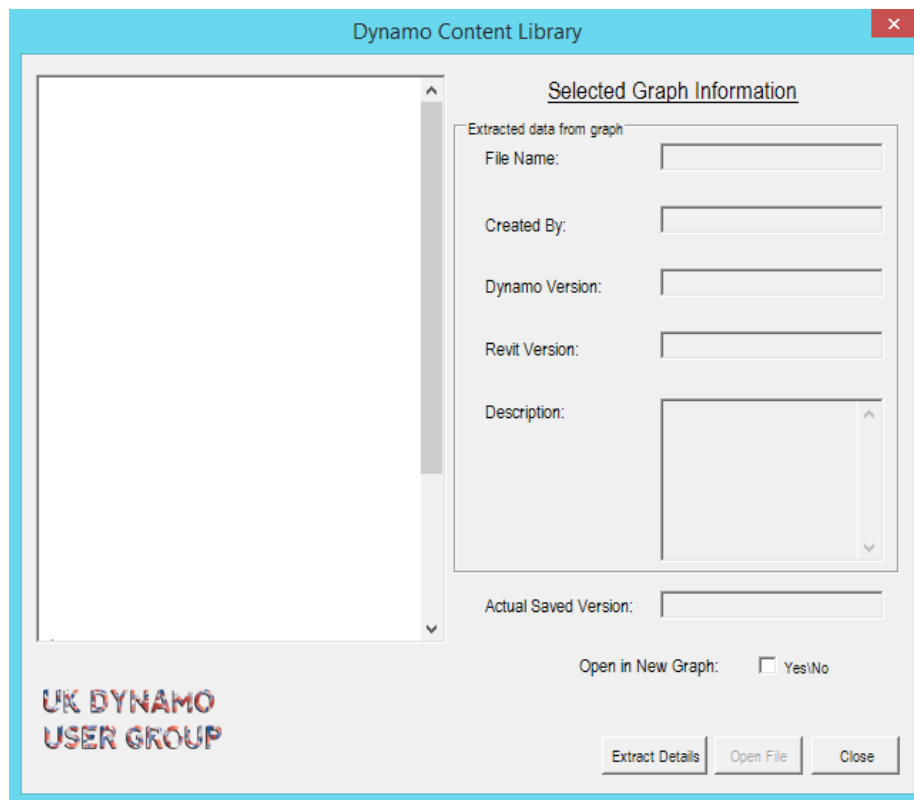 Dynamo Content Library
Selected Graph Information
Extracted data from graph
File Name:
Created By:
Dynamo Version:
Revit Version:
Description:
Actual Saved Version:
Open in New Graph:
Yes\No
UK DYNAMO
USER GROUP
Extract Details
Open File
Close